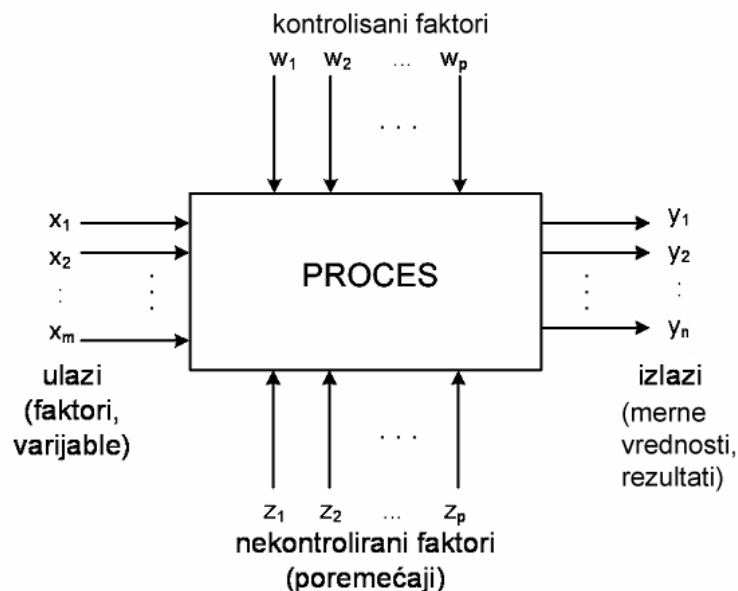 kontrolisani faktori
w1 w2 ... wp
. . .
x1
x2
:
xm
ulazi
(faktori,
varijable)
PROCES
y1
y2
:
yn
izlazi
(merne
vrednosti,
rezultati)
. . .
z1 z2 ... zp
nekontrolirani faktori
(poremećaji)